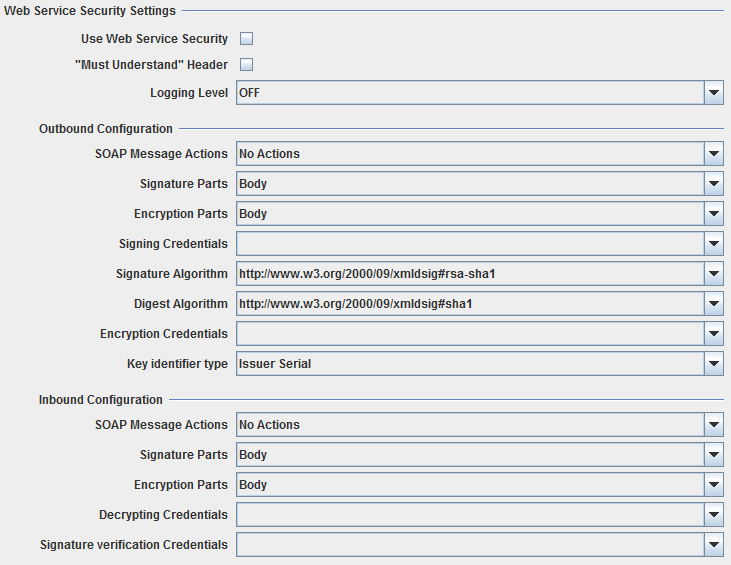 Web Service Security Settings
Use Web Service Security
"Must Understand" Header
Logging Level OFF
Outbound Configuration
SOAP Message Actions No Actions
Signature Parts Body
Encryption Parts Body
Signing Credentials
Signature Algorithm http://www.w3.org/2000/09/xmldsig#rsa-sha1
Digest Algorithm http://www.w3.org/2000/09/xmldsig#sha1
Encryption Credentials
Key identifier type Issuer Serial
Inbound Configuration
SOAP Message Actions No Actions
Signature Parts Body
Encryption Parts Body
Decrypting Credentials
Signature verification Credentials